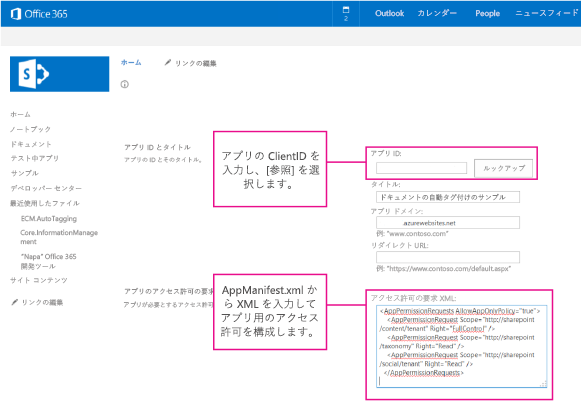 Office 365
2
Outlook カレンダー People ニュースフィード
S
ホーム リンクの編集
ホーム
ノートブック
ドキュメント
テスト中アプリ
サンプル
デベロッパー センター
最近使用したファイル
ECM.AutoTagging
Core.InformationManage
ment
"Napa" Office 365
開発ツール
サイト コンテンツ
リンクの編集
アプリ ID とタイトル
アプリの ID とそのタイトル。
アプリの ClientID を
入力し、[参照] を選
択します。
アプリ ID:
ルックアップ
タイトル:
ドキュメントの自動タグ付けのサンプル
アプリ ドメイン:
.azurewebsites.net
例: "www.contoso.com"
リダイレクト URL:
例: "https://www.contoso.com/default.aspx"
アプリのアクセス許可の要求
アプリが必要とするアクセス許可
AppManifest.xml か
ら XML を入力して
アプリ用のアクセス
許可を構成します。
アクセス許可の要求 XML:
<AppPermissionRequests AllowAppOnlyPolicy="true">
<AppPermissionRequest Scope="http://sharepoint
/content/tenant" Right="FullControl" />
<AppPermissionRequest Scope="http://sharepoint
/taxonomy" Right="Read" />
<AppPermissionRequest Scope="http://sharepoint
/social/tenant" Right="Read" />
</AppPermissionRequests>